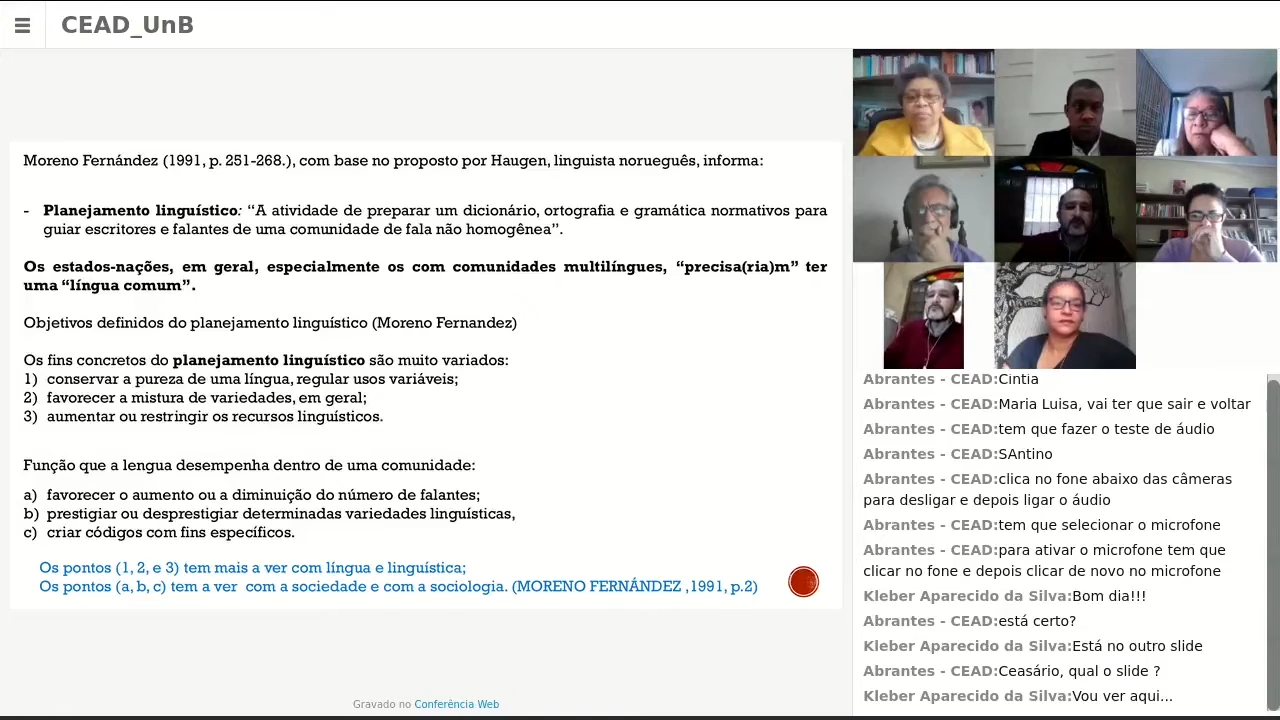 CEAD_UnB
Moreno Fernández (1991, p. 251-268.), com base no proposto por Haugen, linguista norueguês, informa:
- Planejamento linguístico: “A atividade de preparar um dicionário, ortografia e gramática normativos para
guiar escritores e falantes de uma comunidade de fala não homogênea”.
Os estados-nações, em geral, especialmente os com comunidades multilíngues, “precisa(ria)m” ter
uma “língua comum”.
Objetivos definidos do planejamento linguístico (Moreno Fernandez)
Os fins concretos do planejamento linguístico são muito variados:
1) conservar a pureza de uma língua, regular usos variáveis;
2) favorecer a mistura de variedades, em geral;
3) aumentar ou restringir os recursos linguísticos.
Função que a lengua desempenha dentro de uma comunidade:
a) favorecer o aumento ou a diminuição do número de falantes;
b) prestigiar ou desprestigiar determinadas variedades linguísticas,
c) criar códigos com fins específicos.
Os pontos (1, 2, e 3) tem mais a ver com língua e linguística;
Os pontos (a, b, c) tem a ver com a sociedade e com a sociologia. (MORENO FERNÁNDEZ ,1991, p.2)
Gravado no Conferência Web
Abrantes - CEAD:Cintia
Abrantes - CEAD:Maria Luisa, vai ter que sair e voltar
Abrantes - CEAD:tem que fazer o teste de áudio
Abrantes - CEAD:SAntino
Abrantes - CEAD:clica no fone abaixo das câmeras
para desligar e depois ligar o áudio
Abrantes - CEAD:tem que selecionar o microfone
Abrantes - CEAD:para ativar o microfone tem que
clicar no fone e depois clicar de novo no microfone
Kleber Aparecido da Silva:Bom dia!!!
Abrantes - CEAD:está certo?
Kleber Aparecido da Silva:Está no outro slide
Abrantes - CEAD:Ceasário, qual o slide ?
Kleber Aparecido da Silva:Vou ver aqui...